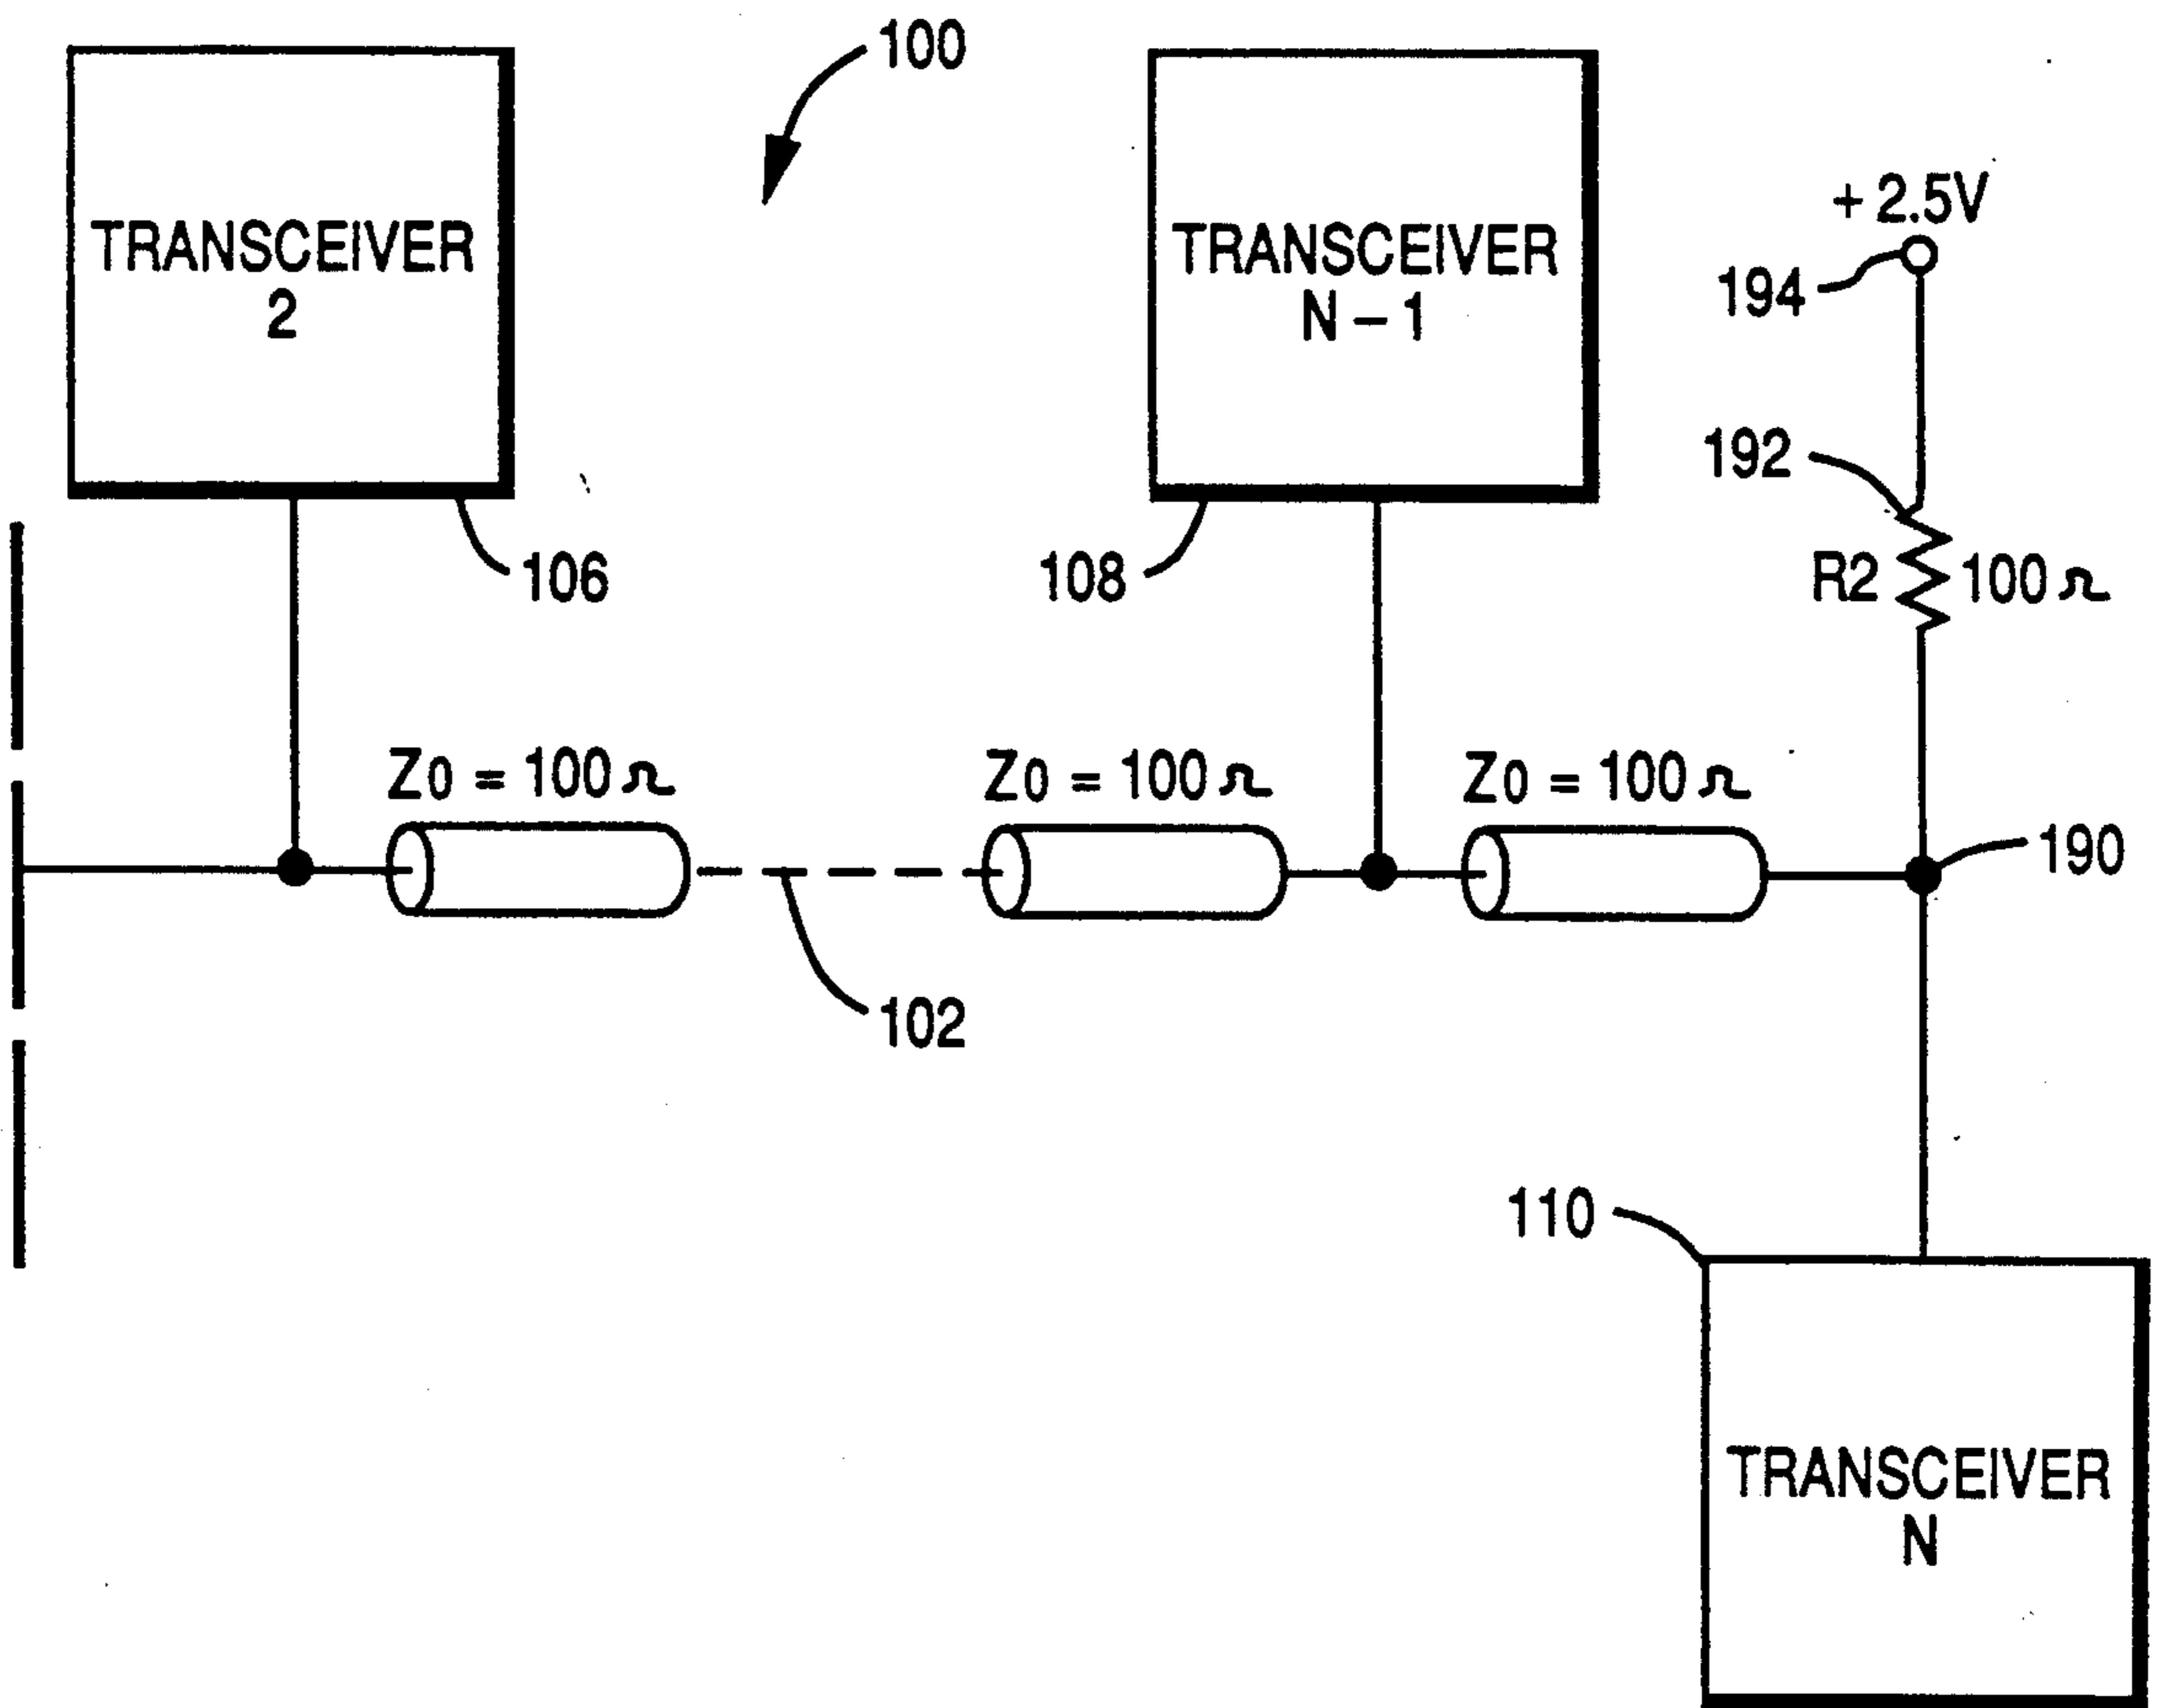 100
TRANSCEIVER
2
TRANSCEIVER
N – 1
+ 2.5V
194
192
106
108
R2
100 Ω
Z0 = 100 Ω
Z0 = 100 Ω
Z0 = 100 Ω
190
102
110
TRANSCEIVER
N